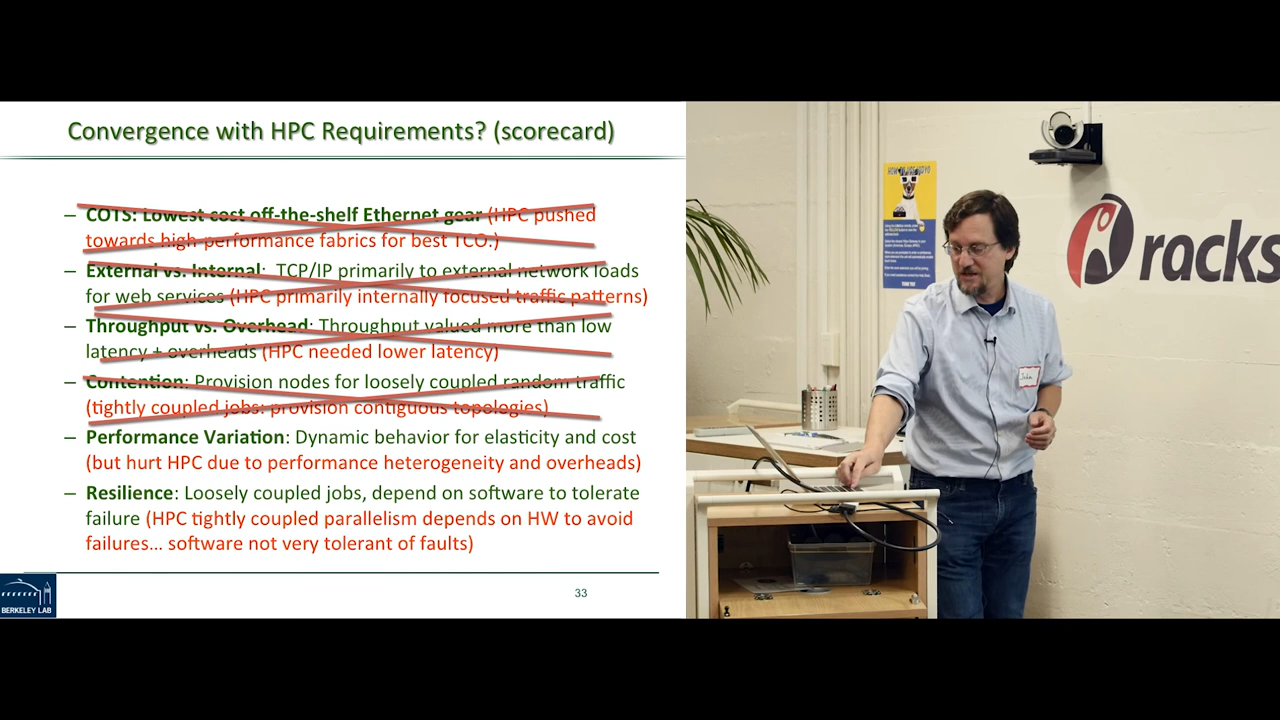 Convergence with HPC Requirements? (scorecard)
– COTS: Lowest cost off-the-shelf Ethernet gear (HPC pushed
towards high-performance fabrics for best TCO.)
– External vs. Internal: TCP/IP primarily to external network loads
for web services (HPC primarily internally focused traffic patterns)
– Throughput vs. Overhead: Throughput valued more than low
latency + overheads (HPC needed lower latency)
– Contention: Provision nodes for loosely coupled random traffic
(tightly coupled jobs: provision contiguous topologies)
– Performance Variation: Dynamic behavior for elasticity and cost
(but hurt HPC due to performance heterogeneity and overheads)
– Resilience: Loosely coupled jobs, depend on software to tolerate
failure (HPC tightly coupled parallelism depends on HW to avoid
failures… software not very tolerant of faults)
33
BERKELEY LAB
John
racks